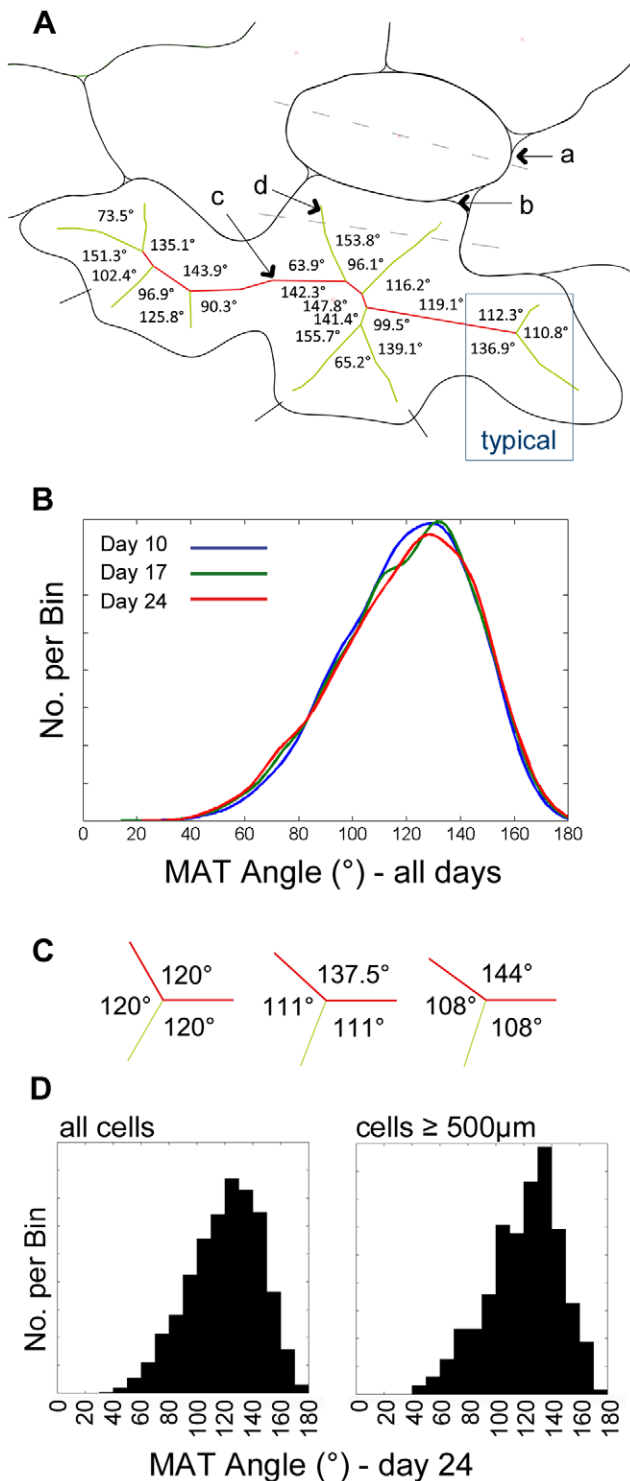 A
a
b
c
d
73.5°
135.1°
151.3°
102.4°
143.9°
96.9°
125.8°
90.3°
63.9°
153.8°
96.1°
142.3°
147.8°
116.2°
141.4°
119.1°
99.5°
155.7°
139.1°
65.2°
112.3°
110.8°
136.9°
typical
B
Day 10
Day 17
Day 24
No. per Bin
0 20 40 60 80 100 120 140 160 180
MAT Angle (°) - all days
C
120°
120°
120°
137.5°
111°
111°
144°
108°
108°
D
all cells
cells ≥ 500µm
No. per Bin
0 20 40 60 80 100 120 140 160 180
0 20 40 60 80 100 120 140 160 180
MAT Angle (°) - day 24